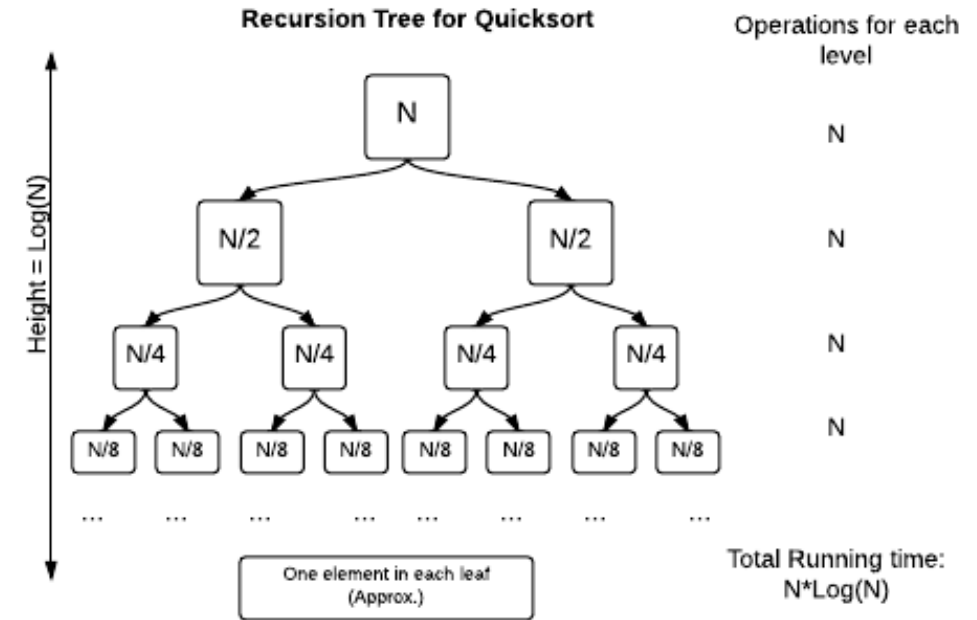 Recursion Tree for Quicksort
Operations for each
level
Height = Log(N)
N
N
N/2
N/2
N
N/4
N/4
N/4
N/4
N
N/8
N/8
N/8
N/8
N/8
N/8
N/8
N/8
N
...
...
...
...
...
...
...
...
One element in each leaf
(Approx.)
Total Running time:
N*Log(N)